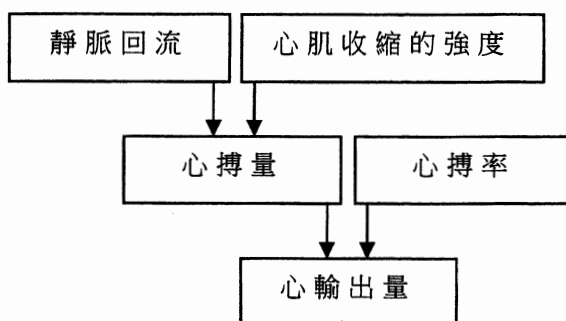 靜脈回流
心肌收縮的強度
心搏量
心搏率
心輸出量